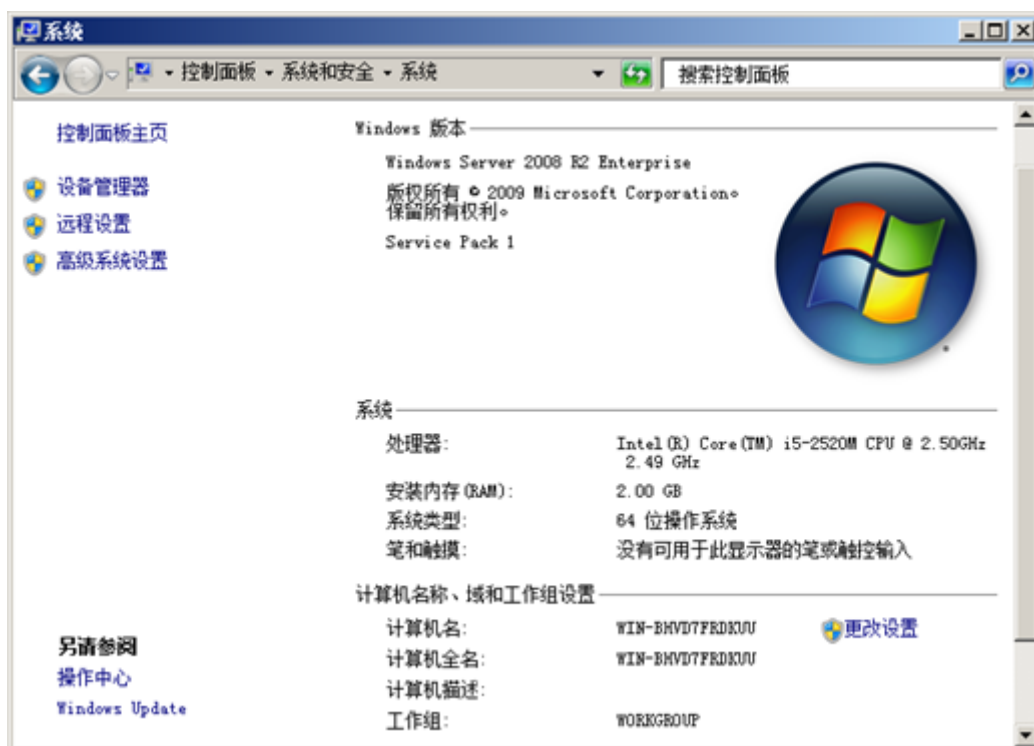 系统
控制面板 系统和安全 系统
搜索控制面板
控制面板主页
设备管理器
远程设置
高级系统设置
Windows 版本
Windows Server 2008 R2 Enterprise
版权所有 © 2009 Microsoft Corporation。
保留所有权利。
Service Pack 1
系统
处理器: Intel(R) Core(TM) i5-2520M CPU @ 2.50GHz
2.49 GHz
安装内存(RAM): 2.00 GB
系统类型: 64 位操作系统
笔和触摸: 没有可用于此显示器的笔或触控输入
计算机名称、域和工作组设置
计算机名: WIN-BHVD7FRDKUU 更改设置
计算机全名: WIN-BHVD7FRDKUU
计算机描述:
工作组: WORKGROUP
另请参阅
操作中心
Windows Update